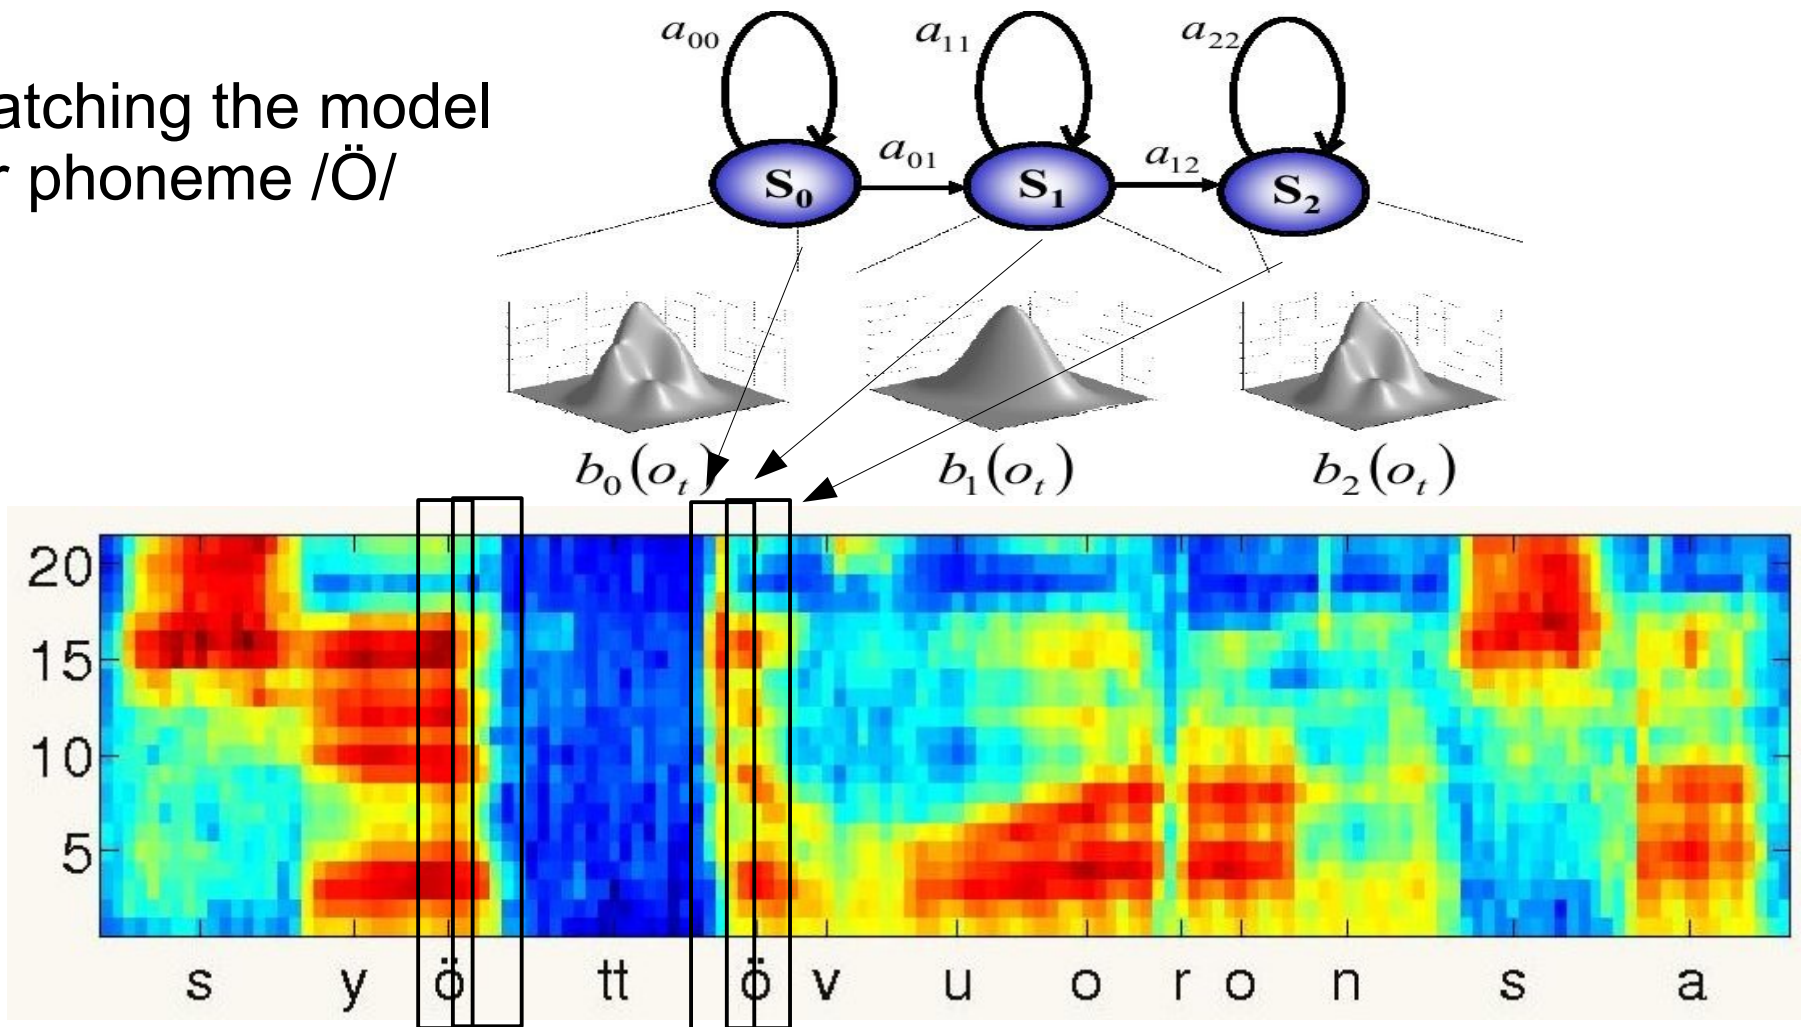 a₀₀ a₁₁ a₂₂
atching the model
r phoneme /Ö/
a₀₁ a₁₂
S₀ S₁ S₂
b₀(oₜ) b₁(oₜ) b₂(oₜ)
20
15
10
5
s y ö tt ö v u o r o n s a